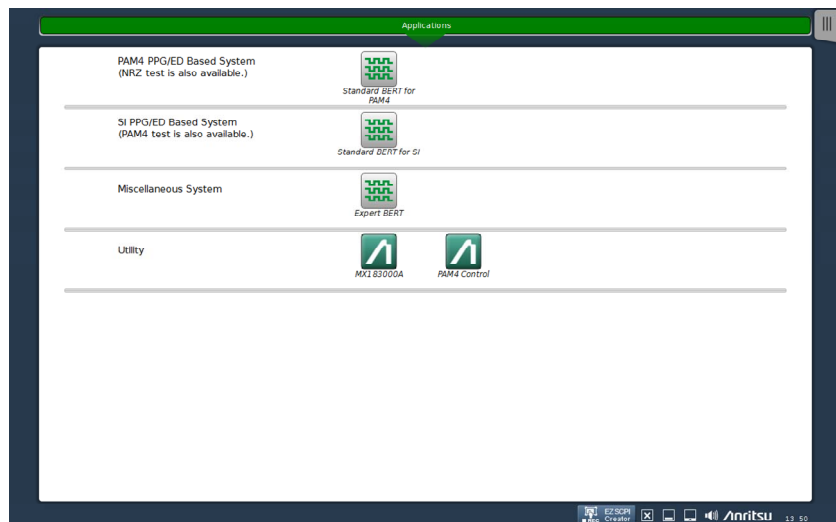 Applications
PAM4 PPG/ED Based System
(NRZ test is also available.)
Standard BERT for
PAM4
SI PPG/ED Based System
(PAM4 test is also available.)
Standard BERT for SI
Miscellaneous System
Expert BERT
Utility
MX183000A
PAM4 Control
REC
EZ SCPI
Creator
Anritsu
13 50